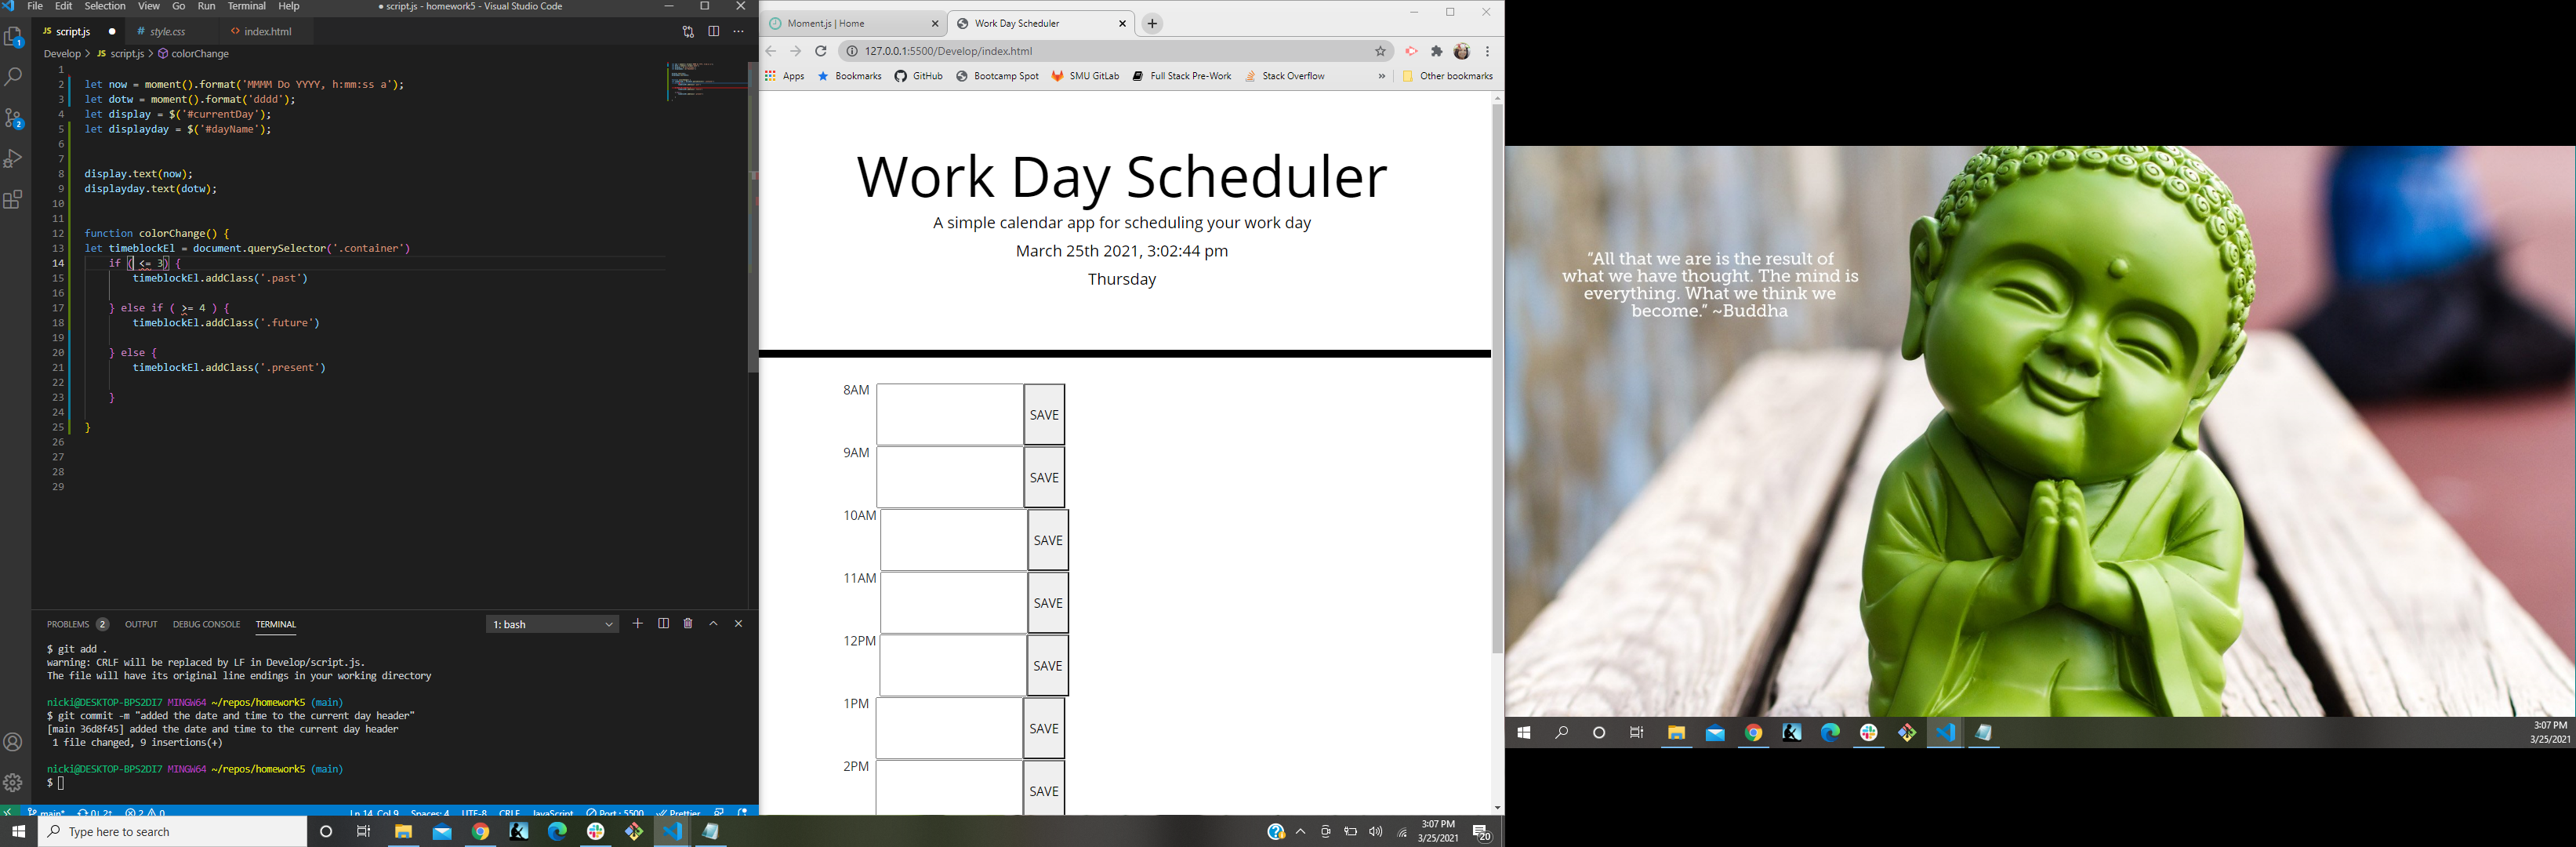 File Edit Selection View Go Run Terminal Help
● script.js - homework5 - Visual Studio Code
JS script.js ●
# style.css
<> index.html
Develop > JS script.js > colorChange
1
2 let now = moment().format('MMMM Do YYYY, h:mm:ss a');
3 let dotw = moment().format('dddd');
4 let display = $('#currentDay');
5 let displayday = $('#dayName');
6
7
8 display.text(now);
9 displayday.text(dotw);
10
11
12 function colorChange() {
13 let timeblockEl = document.querySelector('.container')
14 if ( <= 3) {
15 timeblockEl.addClass('.past')
16
17 } else if ( >= 4 ) {
18 timeblockEl.addClass('.future')
19
20 } else {
21 timeblockEl.addClass('.present')
22
23 }
24
25 }
26
27
28
29
1
2
PROBLEMS 2 OUTPUT DEBUG CONSOLE TERMINAL
1: bash
$ git add .
warning: CRLF will be replaced by LF in Develop/script.js.
The file will have its original line endings in your working directory
nicki@DESKTOP-BPS2DI7 MINGW64 ~/repos/homework5 (main)
$ git commit -m "added the date and time to the current day header"
[main 36d8f45] added the date and time to the current day header
1 file changed, 9 insertions(+)
nicki@DESKTOP-BPS2DI7 MINGW64 ~/repos/homework5 (main)
$
main* 0↓ 2↑ 2 0 Ln 14, Col 9 Spaces: 4 UTF-8 CRLF JavaScript Port : 5500 Prettier
Type here to search
Moment.js | Home
Work Day Scheduler
127.0.0.1:5500/Develop/index.html
Apps Bookmarks GitHub Bootcamp Spot SMU GitLab Full Stack Pre-Work Stack Overflow » Other bookmarks
Work Day Scheduler
A simple calendar app for scheduling your work day
March 25th 2021, 3:02:44 pm
Thursday
8AM SAVE
9AM SAVE
10AM SAVE
11AM SAVE
12PM SAVE
1PM SAVE
2PM SAVE
3:07 PM
3/25/2021
20
"All that we are is the result of
what we have thought. The mind is
everything. What we think we
become." ~Buddha
3:07 PM
3/25/2021